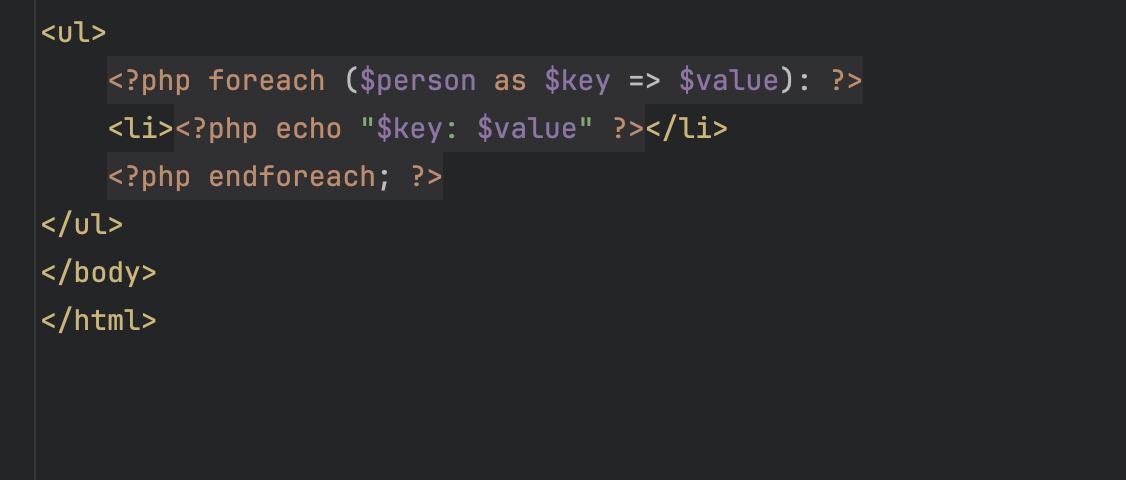 <ul>
    <?php foreach ($person as $key => $value): ?>
    <li><?php echo "$key: $value" ?></li>
    <?php endforeach; ?>
</ul>
</body>
</html>